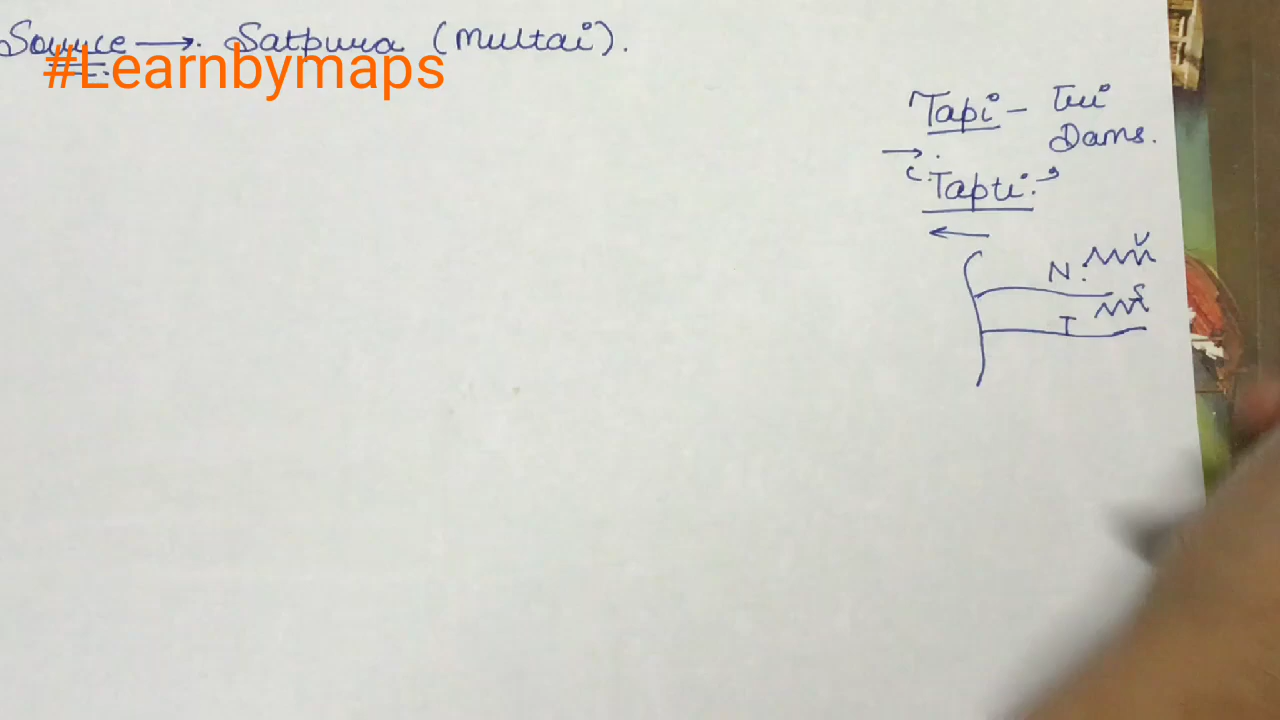 Source → Satpura (Multai).
#Learnbymaps
Tapi - Tri
Dams.
→
"Tapti."
←
V
N.
S
T